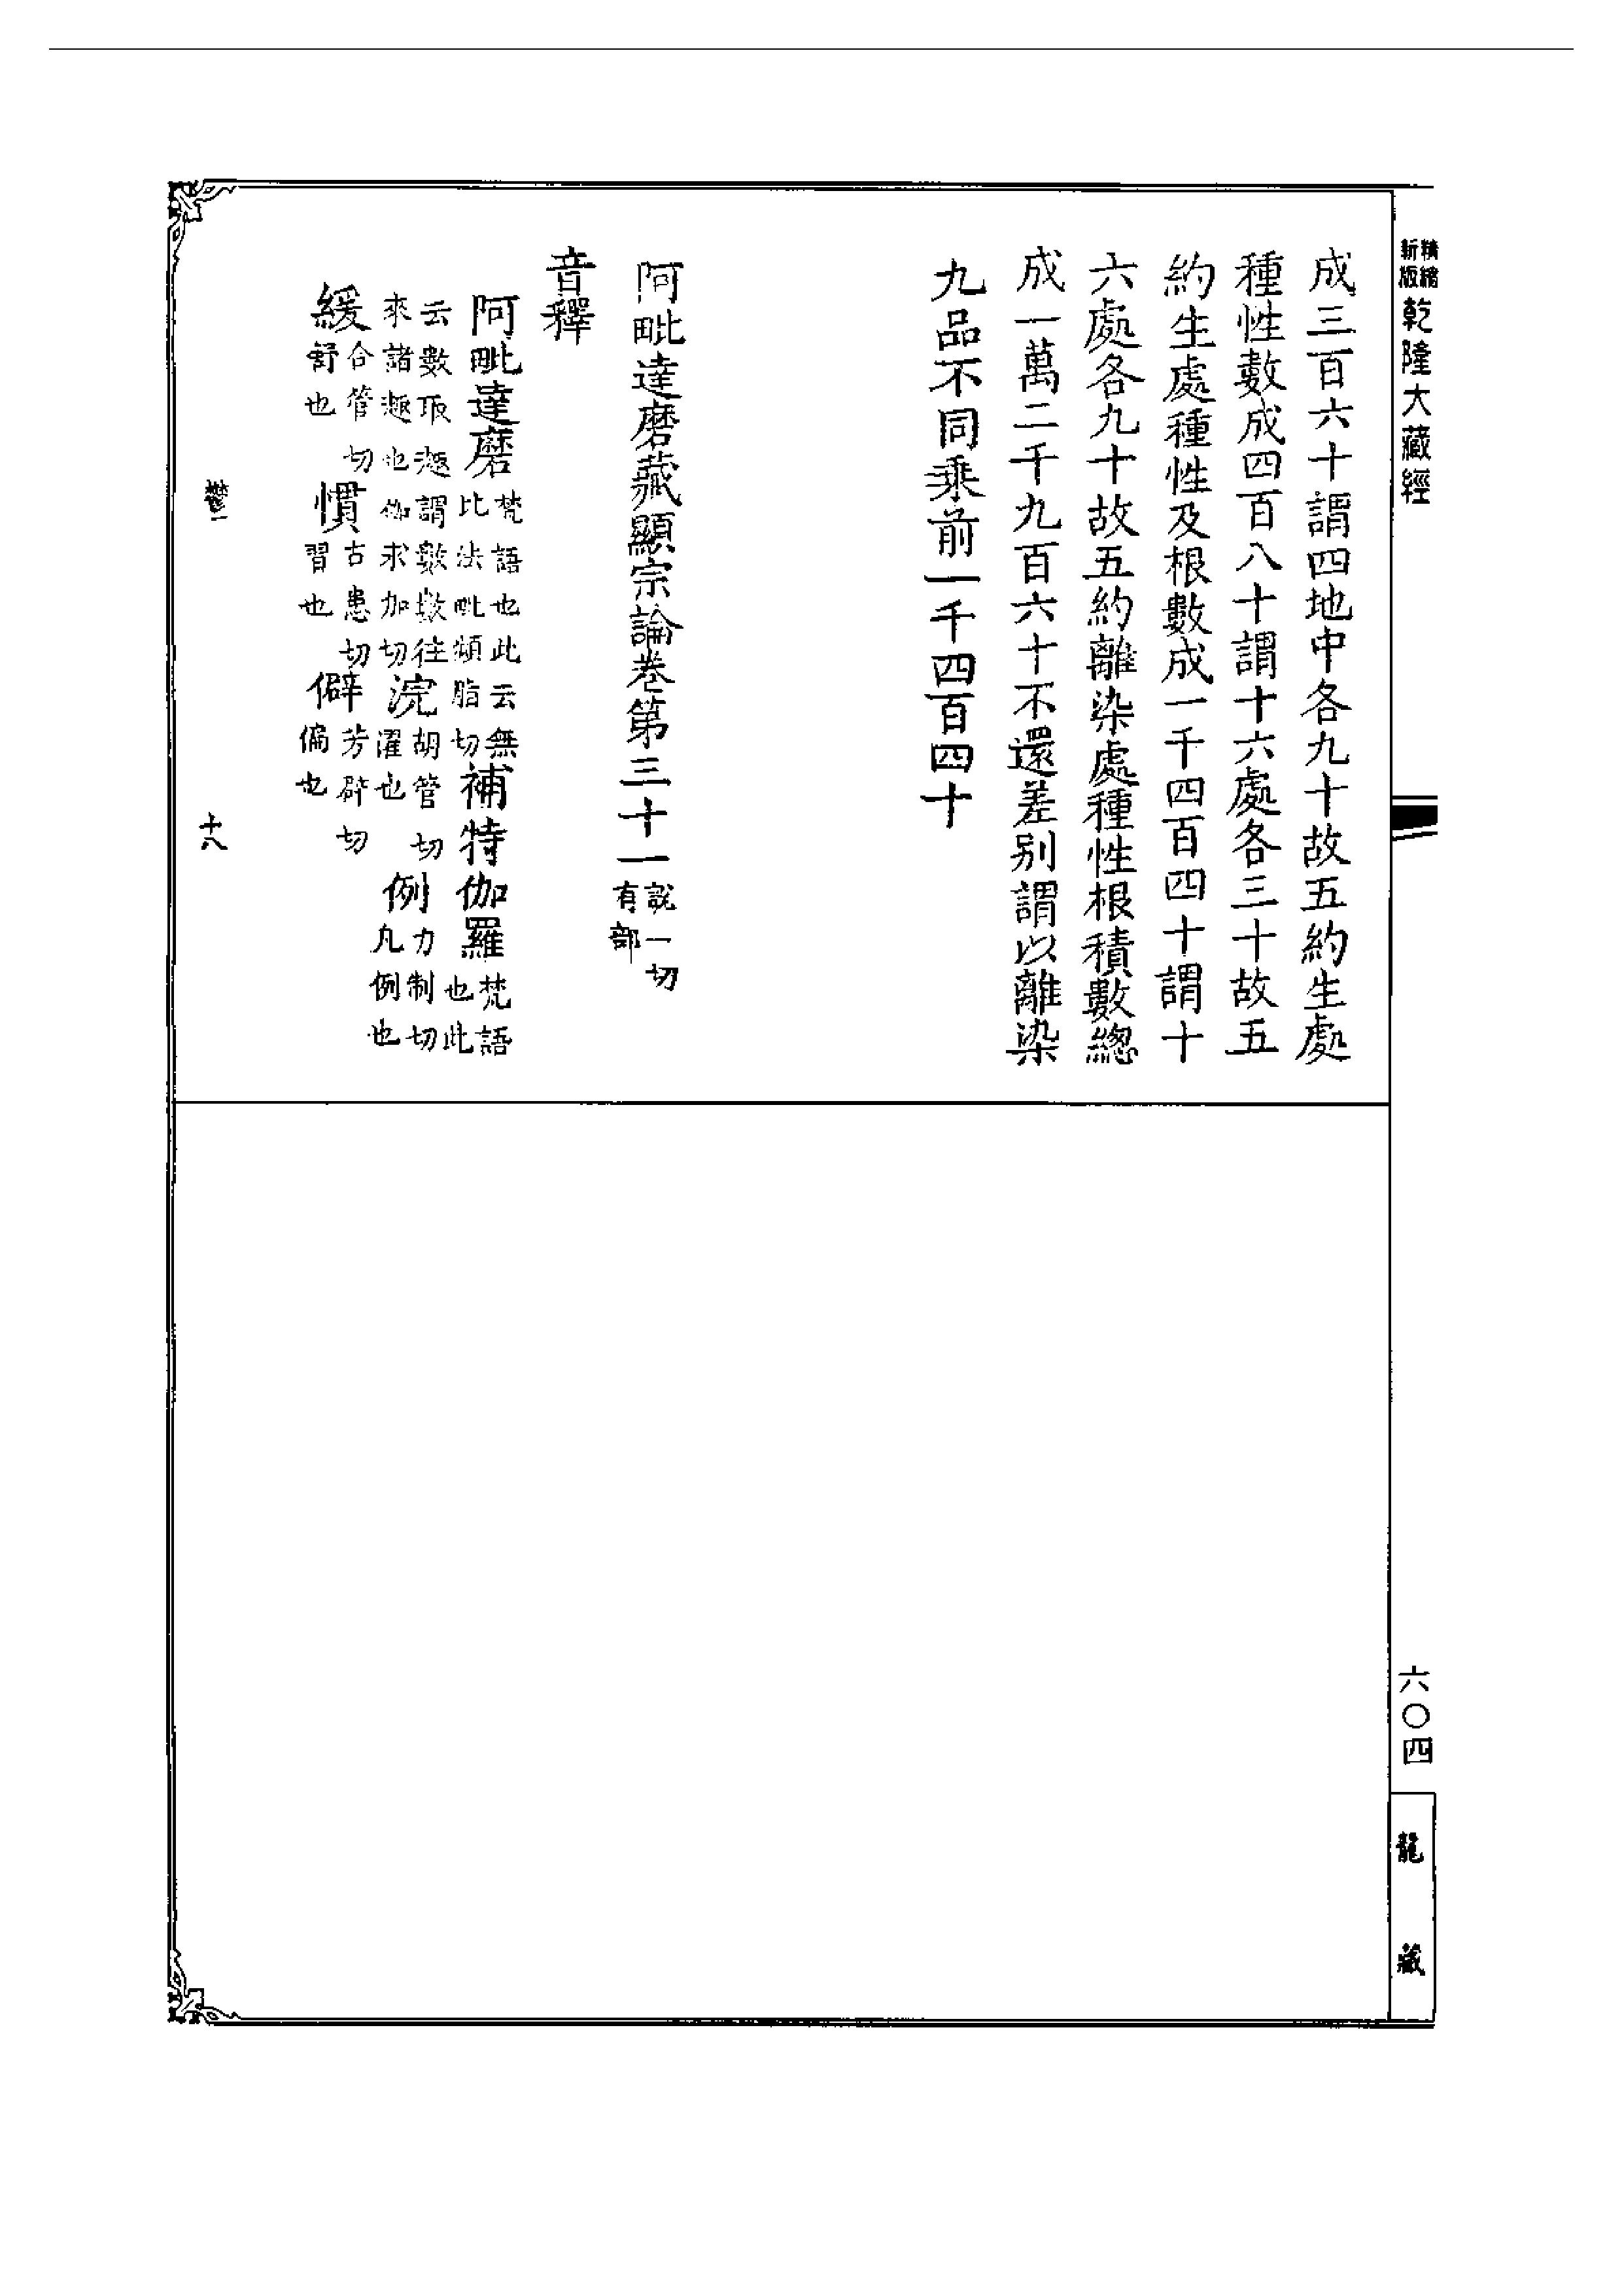 精縮新版乾隆大藏經
六〇四
龍藏
成三百六十謂四地中各九十故五約生處
種性數成四百八十謂十六處各三十故五
約生處種性及根數成一千四百四十謂十
六處各九十故五約離染處種性根積數總
成一萬二千九百六十不還差別謂以離染
九品不同乘前一千四百四十
阿毗達磨藏顯宗論卷第三十一說一切有部
音釋
阿毗達磨梵語也此云無比法毗頻脂切補特伽羅梵語也此
云數取趣謂數數往來諸趣也伽求加切浣胡管切濯也例力制切凡例也
緩合管切舒也慣古患切習也僻芳辟切偏也
鬱一
十八